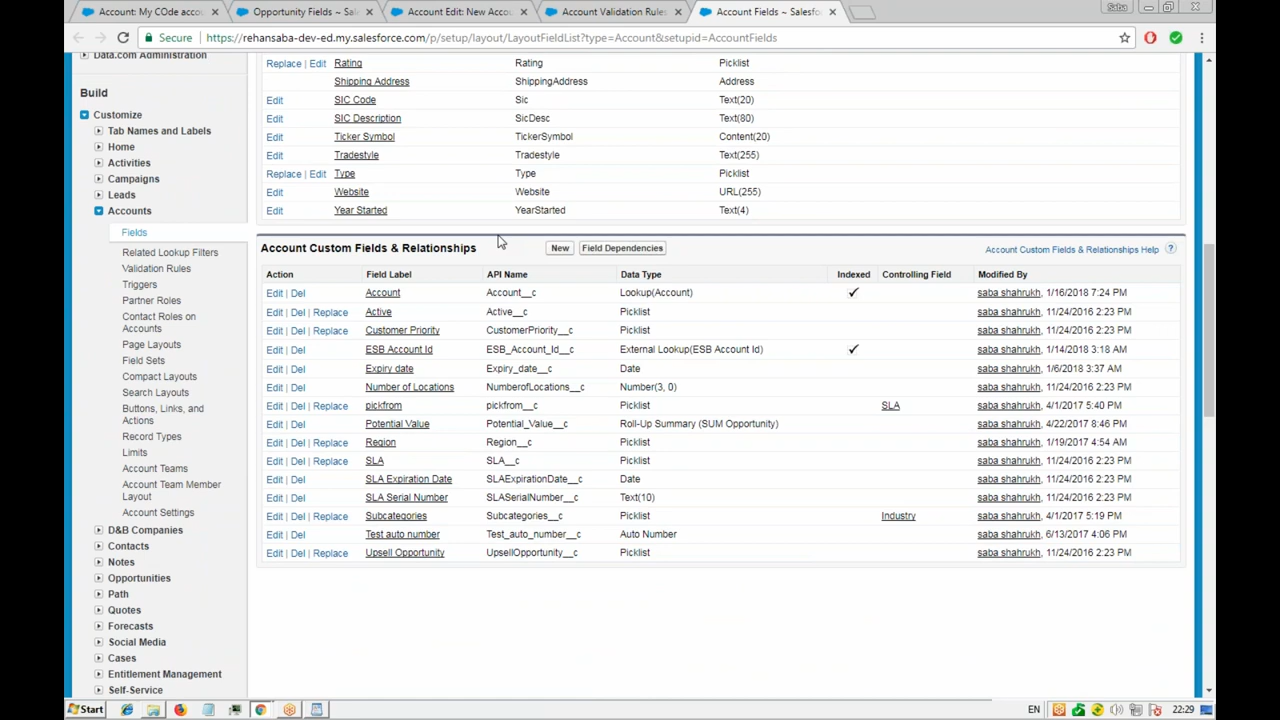 Account: My COde accou
Opportunity Fields ~ Sale
Account Edit: New Accou
Account Validation Rules
Account Fields ~ Salesfo
Saba
Secure
https://rehansaba-dev-ed.my.salesforce.com/p/setup/layout/LayoutFieldList?type=Account&setupid=AccountFields
Data.com Administration
Build
Customize
Tab Names and Labels
Home
Activities
Campaigns
Leads
Accounts
Fields
Related Lookup Filters
Validation Rules
Triggers
Partner Roles
Contact Roles on
Accounts
Page Layouts
Field Sets
Compact Layouts
Search Layouts
Buttons, Links, and
Actions
Record Types
Limits
Account Teams
Account Team Member
Layout
Account Settings
D&B Companies
Contacts
Notes
Opportunities
Path
Quotes
Forecasts
Social Media
Cases
Entitlement Management
Self-Service
Replace | Edit Rating Rating Picklist
Shipping Address ShippingAddress Address
Edit SIC Code Sic Text(20)
Edit SIC Description SicDesc Text(80)
Edit Ticker Symbol TickerSymbol Content(20)
Edit Tradestyle Tradestyle Text(255)
Replace | Edit Type Type Picklist
Edit Website Website URL(255)
Edit Year Started YearStarted Text(4)
Account Custom Fields & Relationships New Field Dependencies Account Custom Fields & Relationships Help ?
Action Field Label API Name Data Type Indexed Controlling Field Modified By
Edit | Del Account Account__c Lookup(Account) ✓ saba shahrukh, 1/16/2018 7:24 PM
Edit | Del | Replace Active Active__c Picklist saba shahrukh, 11/24/2016 2:23 PM
Edit | Del | Replace Customer Priority CustomerPriority__c Picklist saba shahrukh, 11/24/2016 2:23 PM
Edit | Del ESB Account Id ESB_Account_Id__c External Lookup(ESB Account Id) ✓ saba shahrukh, 1/14/2018 3:18 AM
Edit | Del Expiry date Expiry_date__c Date saba shahrukh, 1/6/2018 3:37 AM
Edit | Del Number of Locations NumberofLocations__c Number(3, 0) saba shahrukh, 11/24/2016 2:23 PM
Edit | Del | Replace pickfrom pickfrom__c Picklist SLA saba shahrukh, 4/1/2017 5:40 PM
Edit | Del Potential Value Potential_Value__c Roll-Up Summary (SUM Opportunity) saba shahrukh, 4/22/2017 8:46 PM
Edit | Del | Replace Region Region__c Picklist saba shahrukh, 1/19/2017 4:54 AM
Edit | Del | Replace SLA SLA__c Picklist saba shahrukh, 11/24/2016 2:23 PM
Edit | Del SLA Expiration Date SLAExpirationDate__c Date saba shahrukh, 11/24/2016 2:23 PM
Edit | Del SLA Serial Number SLASerialNumber__c Text(10) saba shahrukh, 11/24/2016 2:23 PM
Edit | Del | Replace Subcategories Subcategories__c Picklist Industry saba shahrukh, 4/1/2017 5:19 PM
Edit | Del Test auto number Test_auto_number__c Auto Number saba shahrukh, 6/13/2017 4:06 PM
Edit | Del | Replace Upsell Opportunity UpsellOpportunity__c Picklist saba shahrukh, 11/24/2016 2:23 PM
Start
EN
22:29